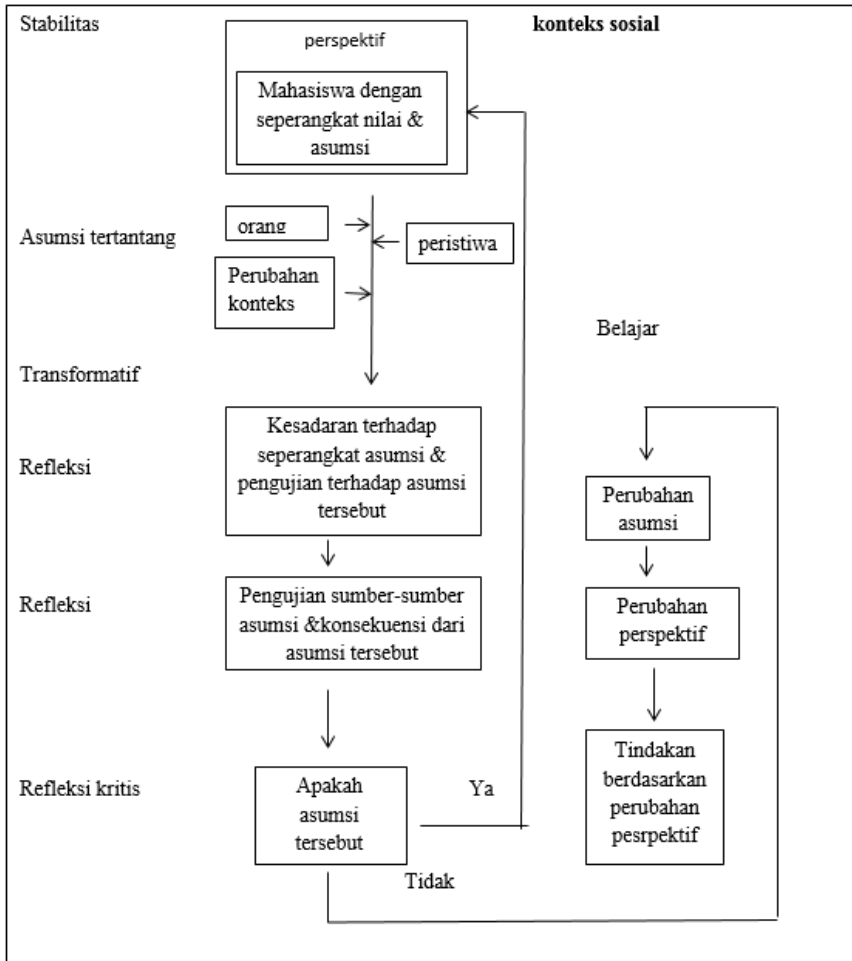 Stabilitas
konteks sosial
perspektif
Mahasiswa dengan
seperangkat nilai &
asumsi
Asumsi tertantang
orang
peristiwa
Perubahan
konteks
Belajar
Transformatif
Refleksi
Kesadaran terhadap
seperangkat asumsi &
pengujian terhadap asumsi
tersebut
Perubahan
asumsi
Refleksi
Pengujian sumber-sumber
asumsi &konsekuensi dari
asumsi tersebut
Perubahan
perspektif
Refleksi kritis
Apakah
asumsi
tersebut
Ya
Tidak
Tindakan
berdasarkan
perubahan
pesrpektif